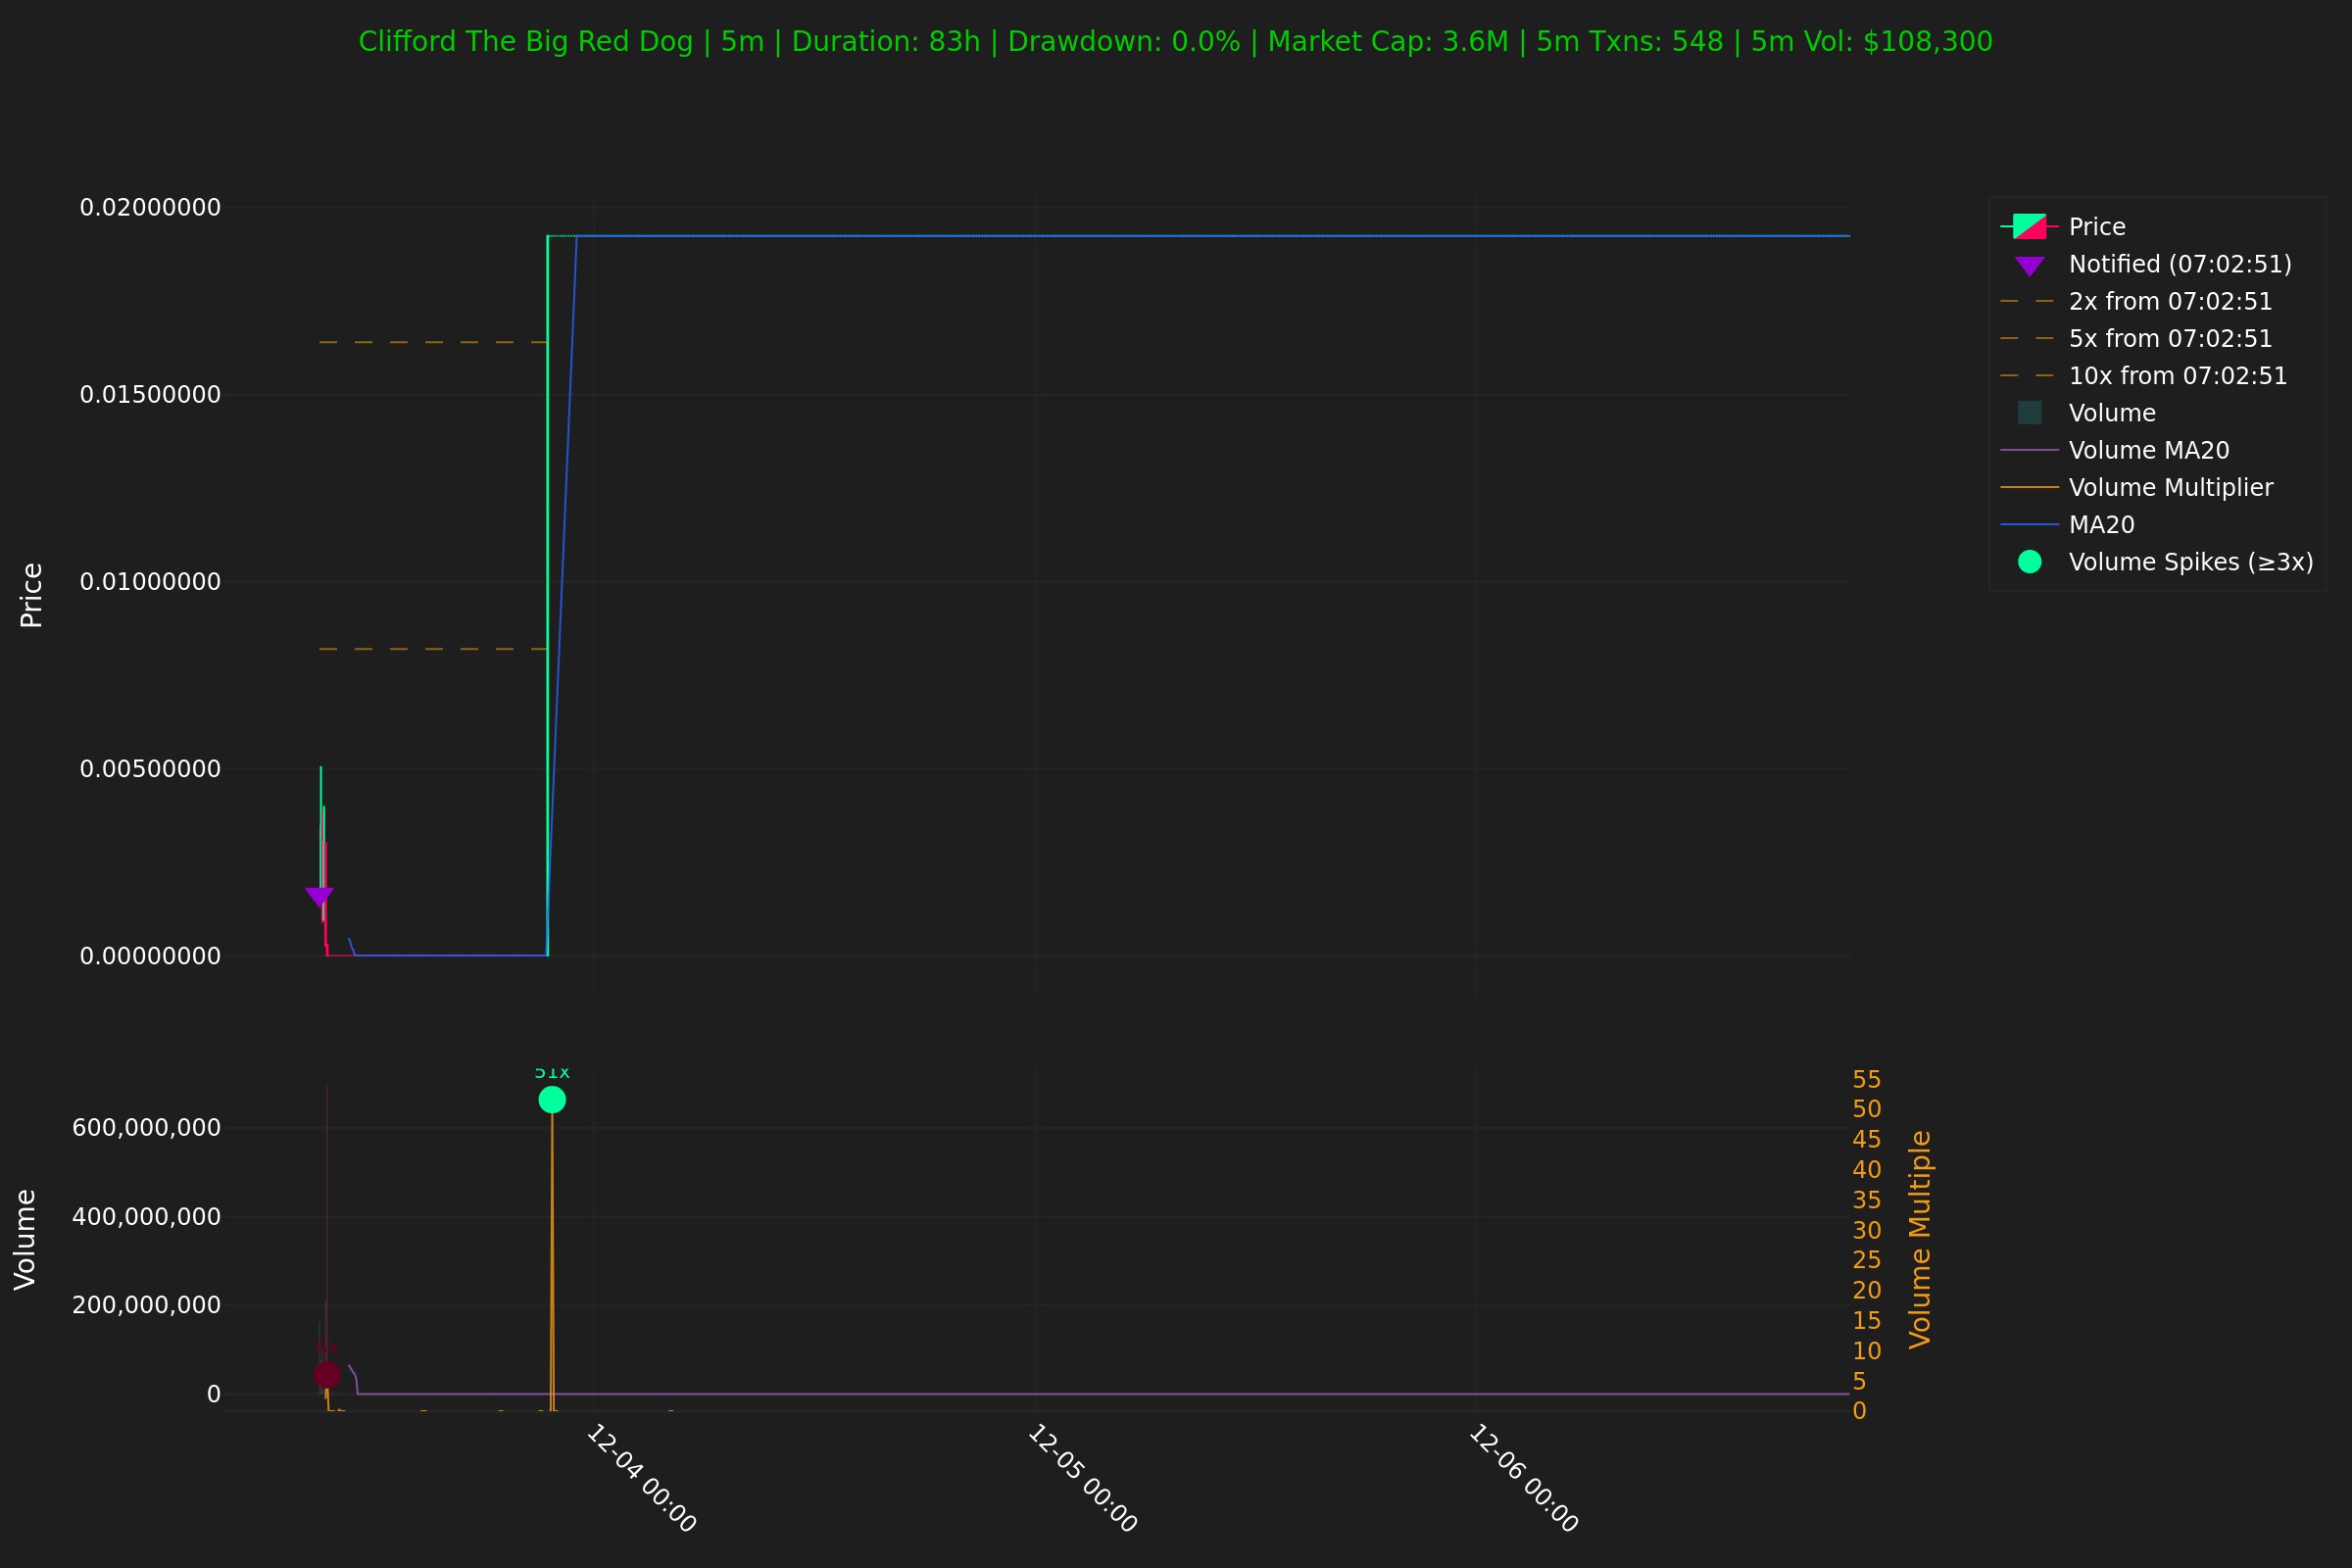 Clifford The Big Red Dog | 5m | Duration: 83h | Drawdown: 0.0% | Market Cap: 3.6M | 5m Txns: 548 | 5m Vol: $108,300
Price
0.02000000
0.01500000
0.01000000
0.00500000
0.00000000
Price
Notified (07:02:51)
2x from 07:02:51
5x from 07:02:51
10x from 07:02:51
Volume
Volume MA20
Volume Multiplier
MA20
Volume Spikes (≥3x)
Volume
600,000,000
400,000,000
200,000,000
0
51x
55
50
45
40
35
30
25
20
15
10
5
0
Volume Multiple
12-04 00:00
12-05 00:00
12-06 00:00